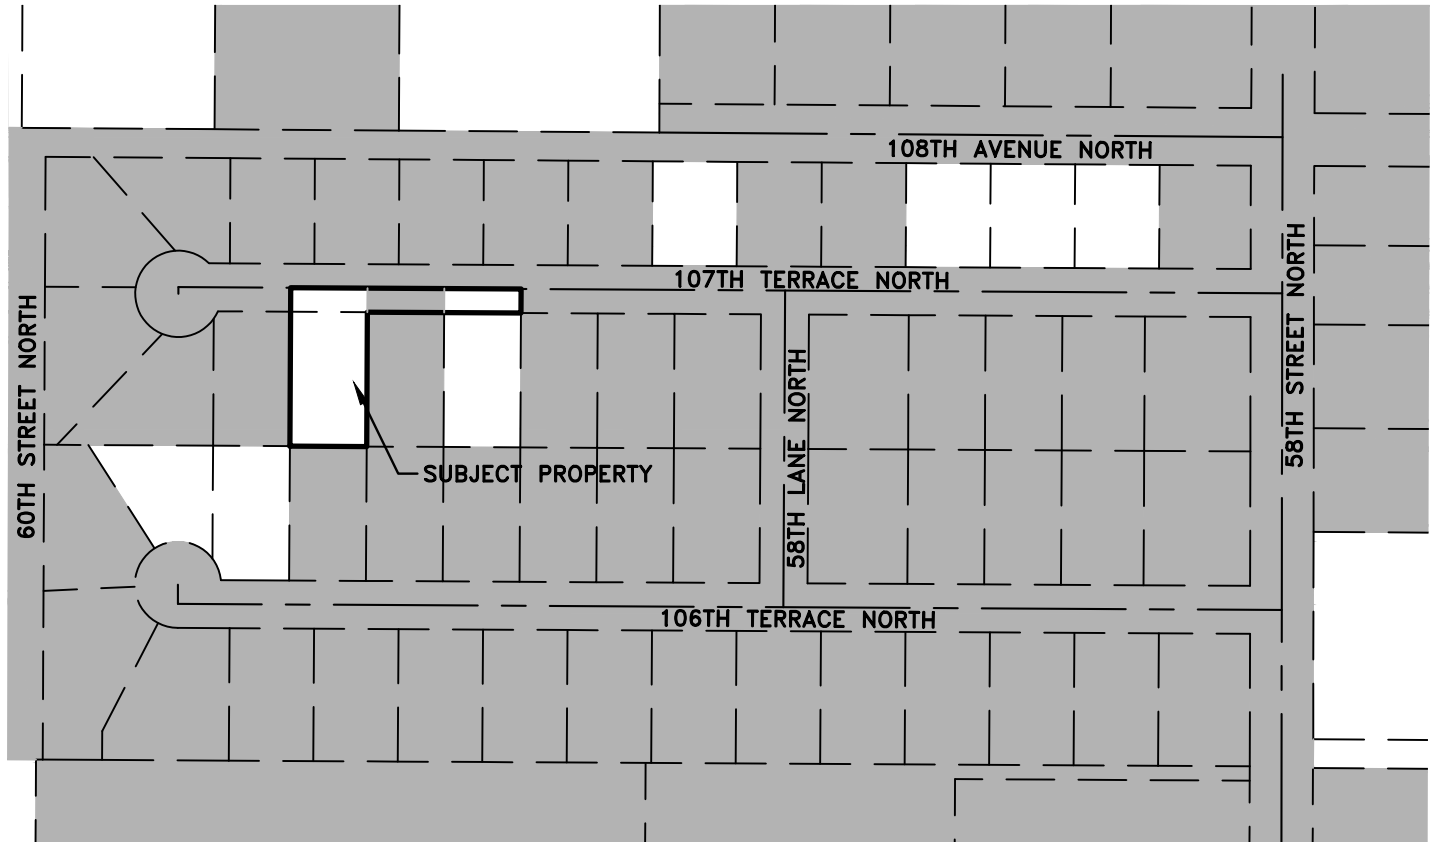 108TH AVENUE NORTH
107TH TERRACE NORTH
60TH STREET NORTH
58TH LANE NORTH
58TH STREET NORTH
SUBJECT PROPERTY
106TH TERRACE NORTH